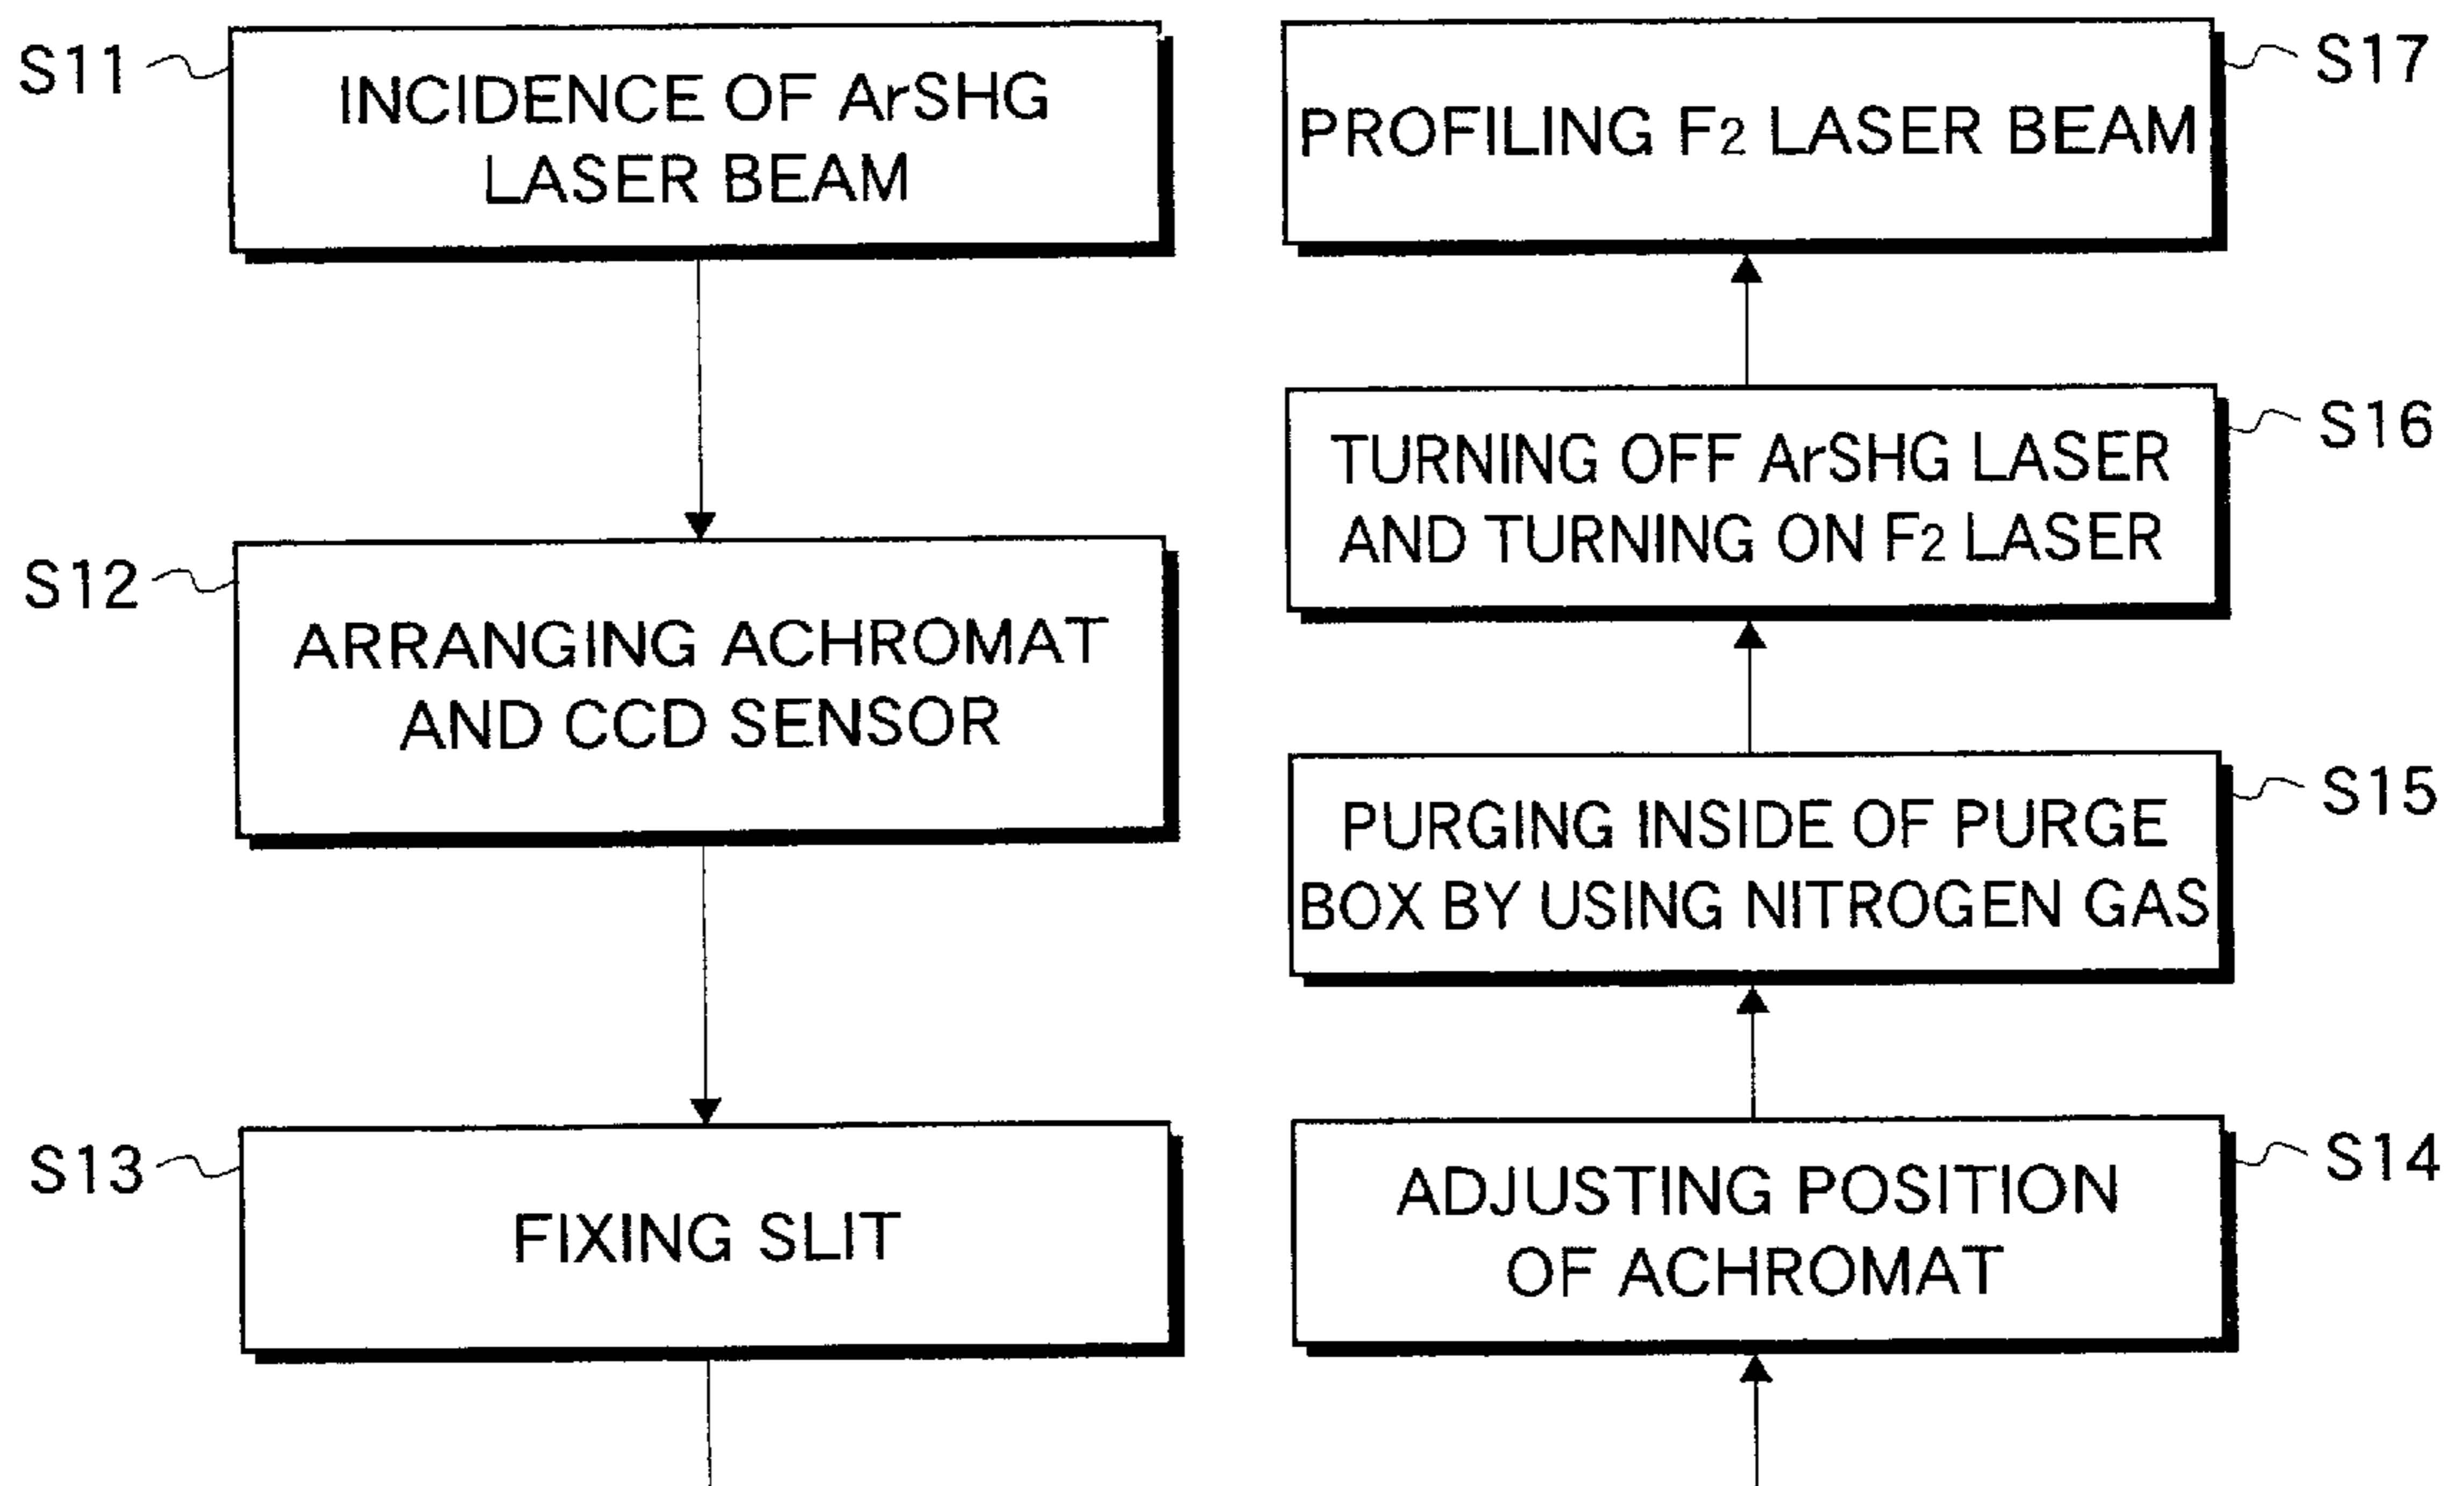 S11
INCIDENCE OF ArSHG
LASER BEAM
S12
ARRANGING ACHROMAT
AND CCD SENSOR
S13
FIXING SLIT
S14
ADJUSTING POSITION
OF ACHROMAT
S15
PURGING INSIDE OF PURGE
BOX BY USING NITROGEN GAS
S16
TURNING OFF ArSHG LASER
AND TURNING ON F2 LASER
S17
PROFILING F2 LASER BEAM